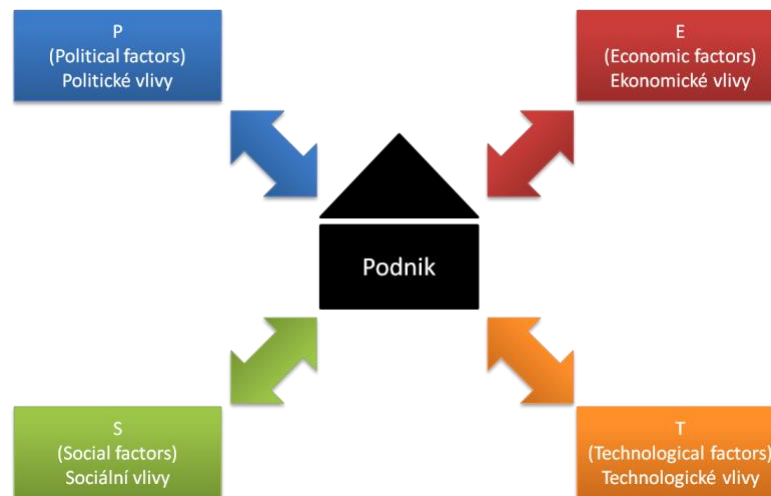 P
(Political factors)
Politické vlivy
E
(Economic factors)
Ekonomické vlivy
Podnik
S
(Social factors)
Sociální vlivy
T
(Technological factors)
Technologické vlivy